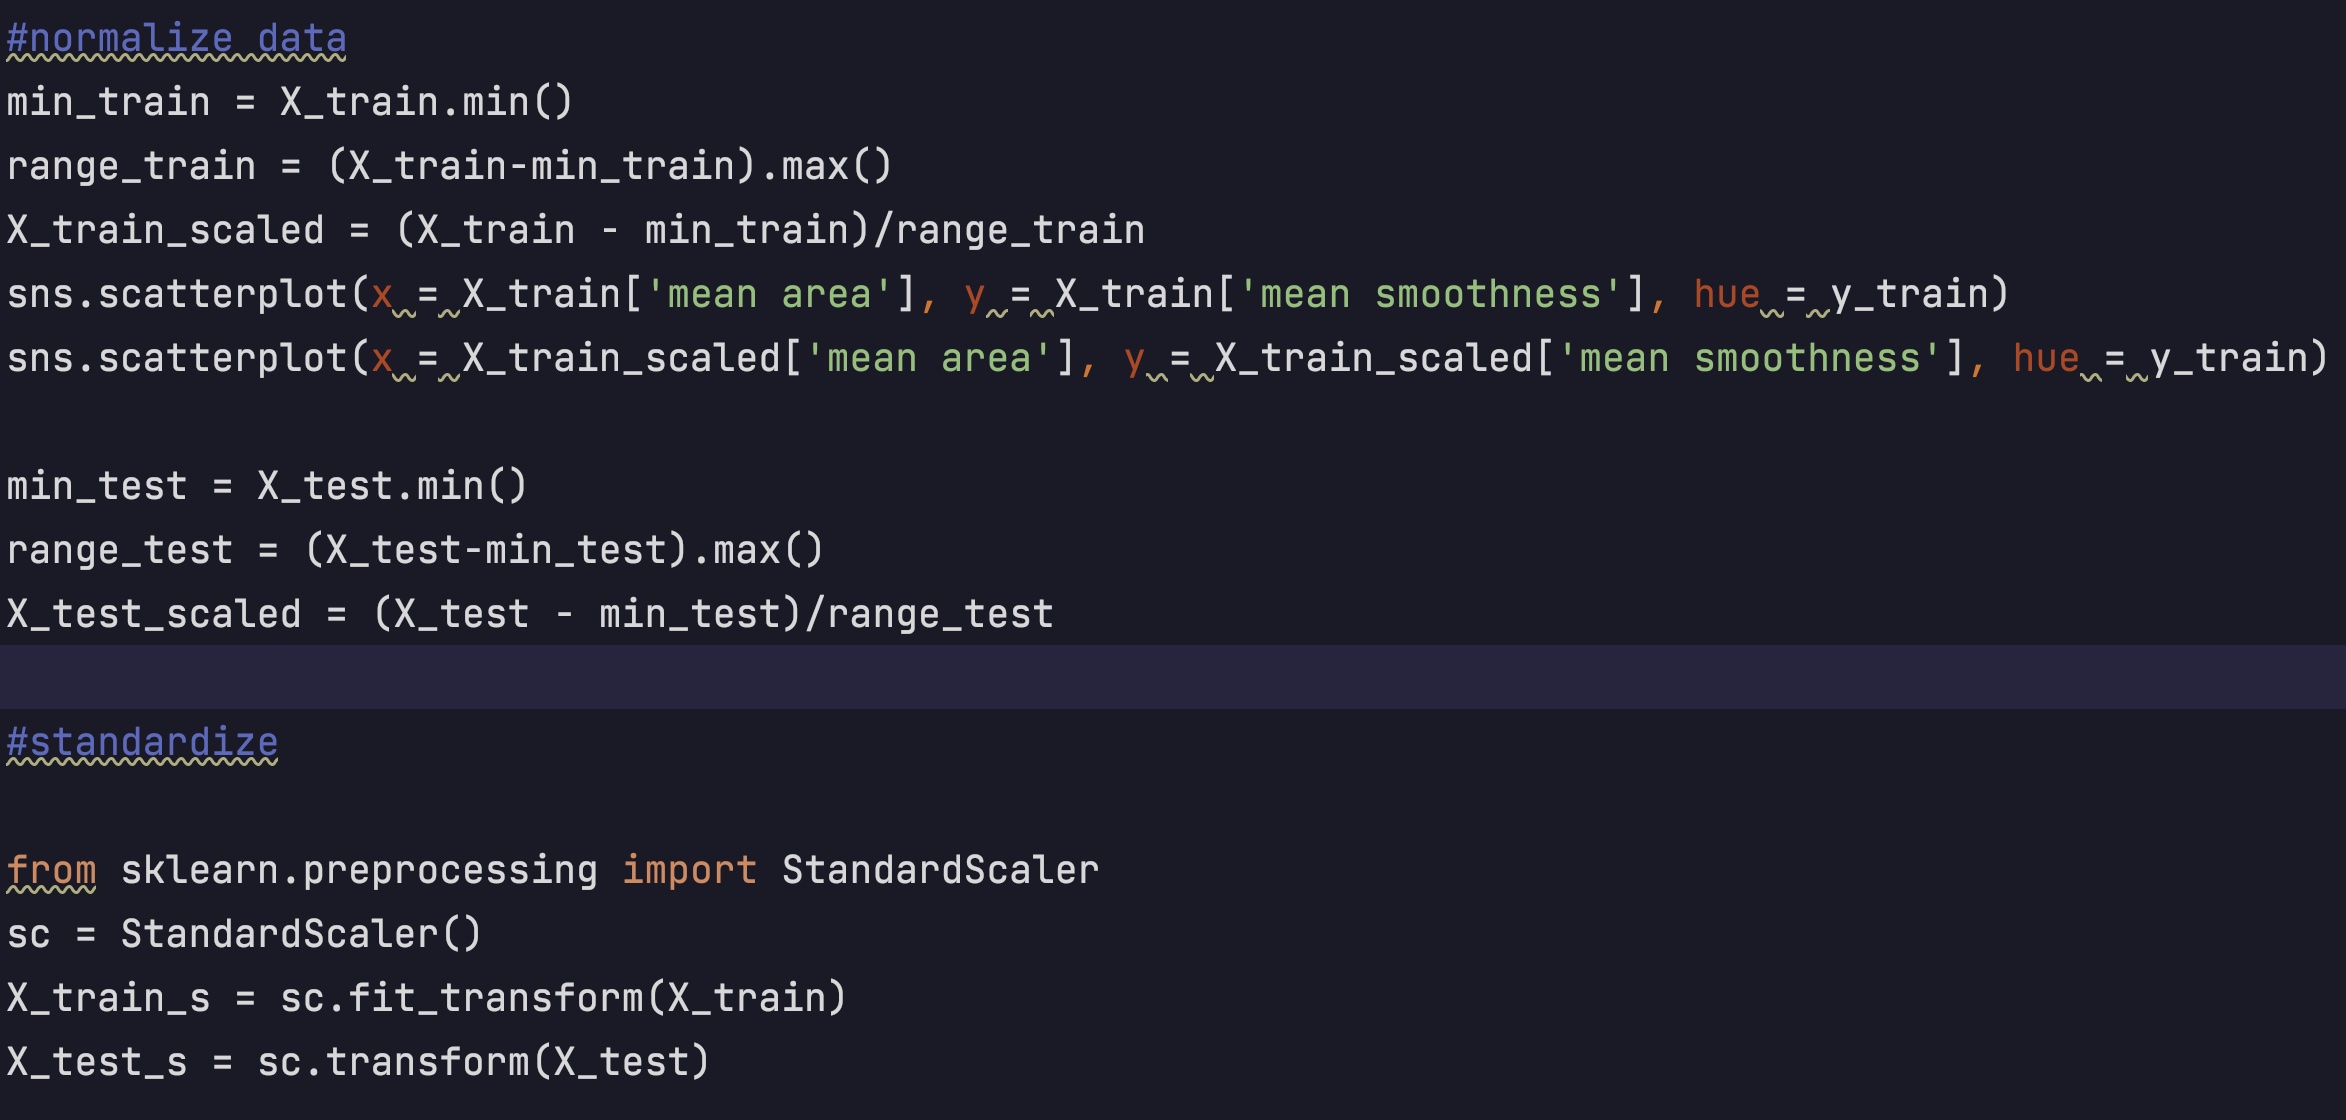 #normalize data
min_train = X_train.min()
range_train = (X_train-min_train).max()
X_train_scaled = (X_train - min_train)/range_train
sns.scatterplot(x = X_train['mean area'], y = X_train['mean smoothness'], hue = y_train)
sns.scatterplot(x = X_train_scaled['mean area'], y = X_train_scaled['mean smoothness'], hue = y_train)
min_test = X_test.min()
range_test = (X_test-min_test).max()
X_test_scaled = (X_test - min_test)/range_test
#standardize
from sklearn.preprocessing import StandardScaler
sc = StandardScaler()
X_train_s = sc.fit_transform(X_train)
X_test_s = sc.transform(X_test)